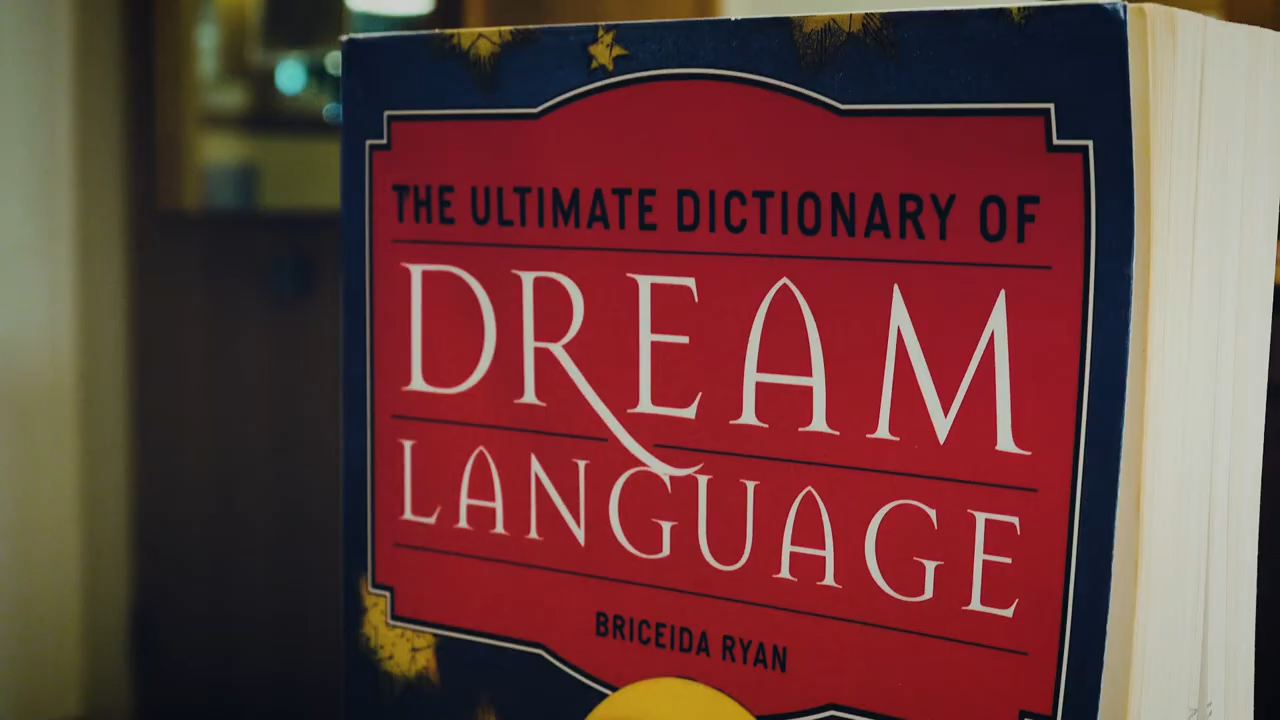 THE ULTIMATE DICTIONARY OF
DREAM
LANGUAGE
BRICEIDA RYAN